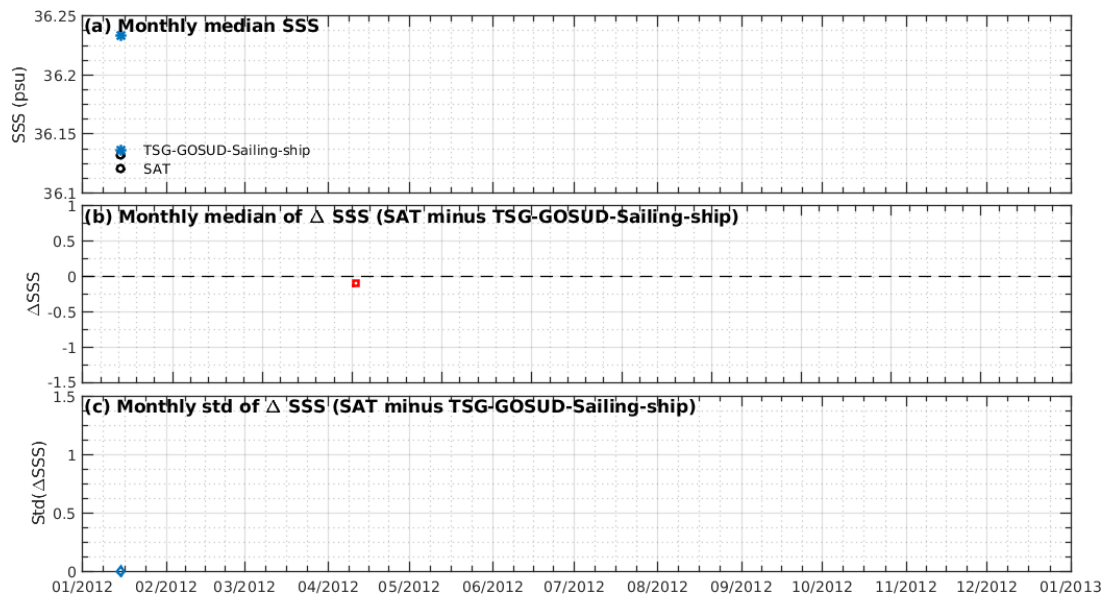 (a) Monthly median SSS
36.25
36.2
36.15
36.1
SSS (psu)
TSG-GOSUD-Sailing-ship
SAT
(b) Monthly median of Δ SSS (SAT minus TSG-GOSUD-Sailing-ship)
1
0.5
0
-0.5
-1
-1.5
ΔSSS
(c) Monthly std of Δ SSS (SAT minus TSG-GOSUD-Sailing-ship)
1.5
1
0.5
0
Std(ΔSSS)
01/2012 02/2012 03/2012 04/2012 05/2012 06/2012 07/2012 08/2012 09/2012 10/2012 11/2012 12/2012 01/2013